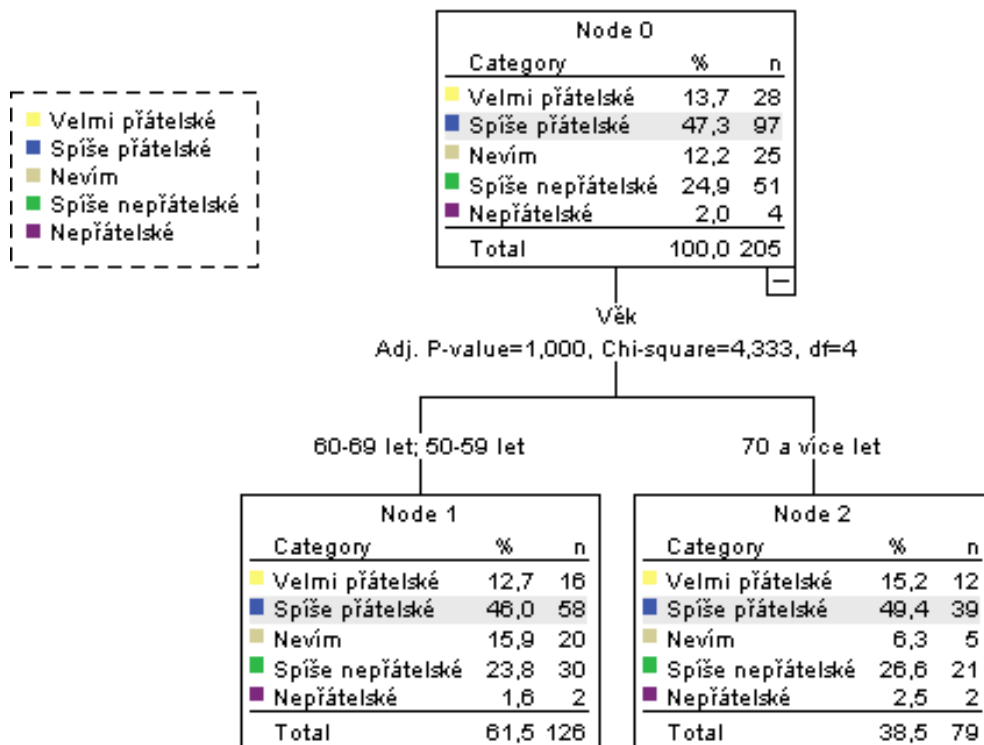 Velmi přátelské
Spíše přátelské
Nevím
Spíše nepřátelské
Nepřátelské
Node 0
Category % n
Velmi přátelské 13,7 28
Spíše přátelské 47,3 97
Nevím 12,2 25
Spíše nepřátelské 24,9 51
Nepřátelské 2,0 4
Total 100,0 205
Věk
Adj. P-value=1,000, Chi-square=4,333, df=4
60-69 let; 50-59 let
70 a více let
Node 1
Category % n
Velmi přátelské 12,7 16
Spíše přátelské 46,0 58
Nevím 15,9 20
Spíše nepřátelské 23,8 30
Nepřátelské 1,6 2
Total 61,5 126
Node 2
Category % n
Velmi přátelské 15,2 12
Spíše přátelské 49,4 39
Nevím 6,3 5
Spíše nepřátelské 26,6 21
Nepřátelské 2,5 2
Total 38,5 79